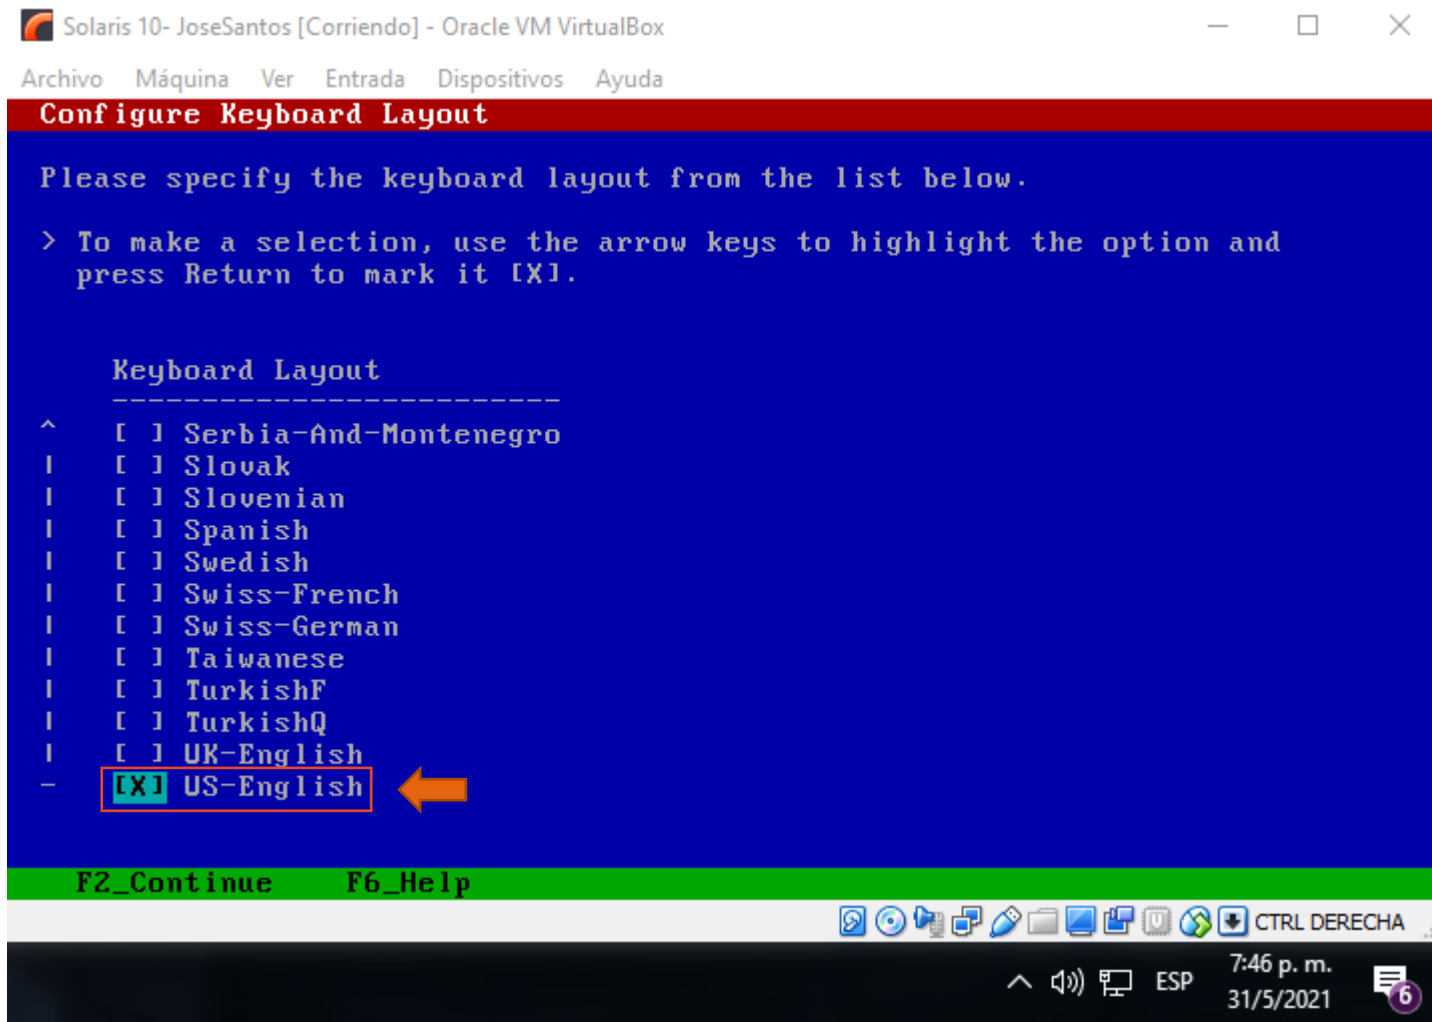 Solaris 10- JoseSantos [Corriendo] - Oracle VM VirtualBox
Archivo Máquina Ver Entrada Dispositivos Ayuda
Configure Keyboard Layout
Please specify the keyboard layout from the list below.
> To make a selection, use the arrow keys to highlight the option and
press Return to mark it [X].
Keyboard Layout
-------------------------
^ [ ] Serbia-And-Montenegro
| [ ] Slovak
| [ ] Slovenian
| [ ] Spanish
| [ ] Swedish
| [ ] Swiss-French
| [ ] Swiss-German
| [ ] Taiwanese
| [ ] TurkishF
| [ ] TurkishQ
| [ ] UK-English
- [X] US-English
F2_Continue F6_Help
CTRL DERECHA
ESP
7:46 p. m.
31/5/2021
6